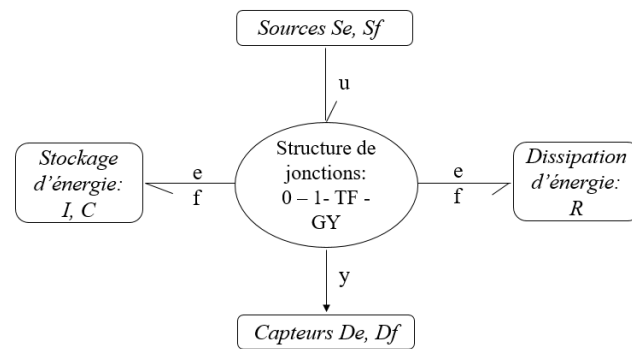 Sources Se, Sf
u
Stockage
d'énergie:
I, C
e
f
Structure de
jonctions:
0 – 1- TF -
GY
e
f
Dissipation
d'énergie:
R
y
Capteurs De, Df